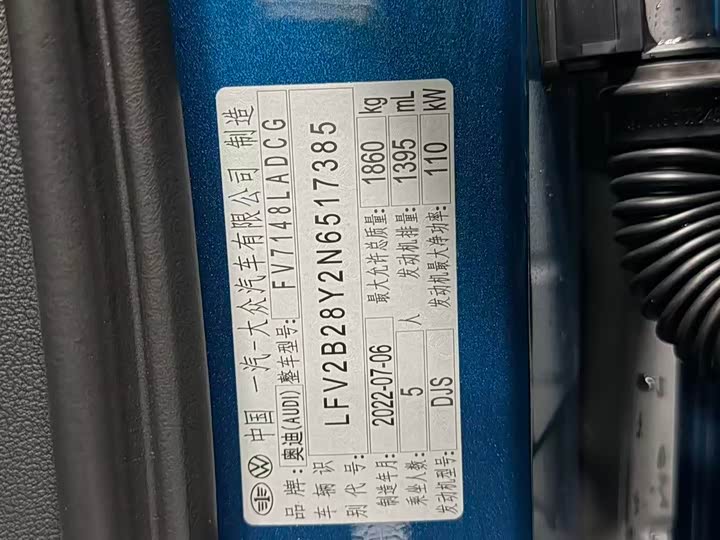 中国 一汽-大众汽车有限公司 制造
品牌: 奥迪(AUDI) 整车型号: FV7148LADCG
车辆识别代号: LFV2B28Y2N6517385
制造年月: 2022-07-06 最大允许总质量: 1860 kg
乘坐人数: 5 人 发动机排量: 1395 mL
发动机型号: DJS 发动机最大净功率: 110 kW